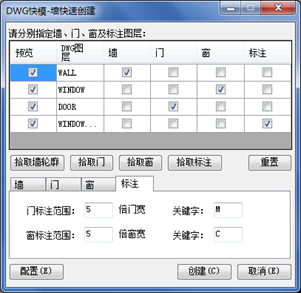 DWG快模-墙快速创建
请分别指定墙、门、窗及标注图层:
预览 DWG图层 墙 门 窗 标注
WALL
WINDOW
DOOR
WINDOW...
拾取墙轮廓 拾取门 拾取窗 拾取标注 重置
墙 门 窗 标注
门标注范围: 5 倍门宽 关键字: M
窗标注范围: 5 倍窗宽 关键字: C
配置(E) 创建(C) 取消(E)